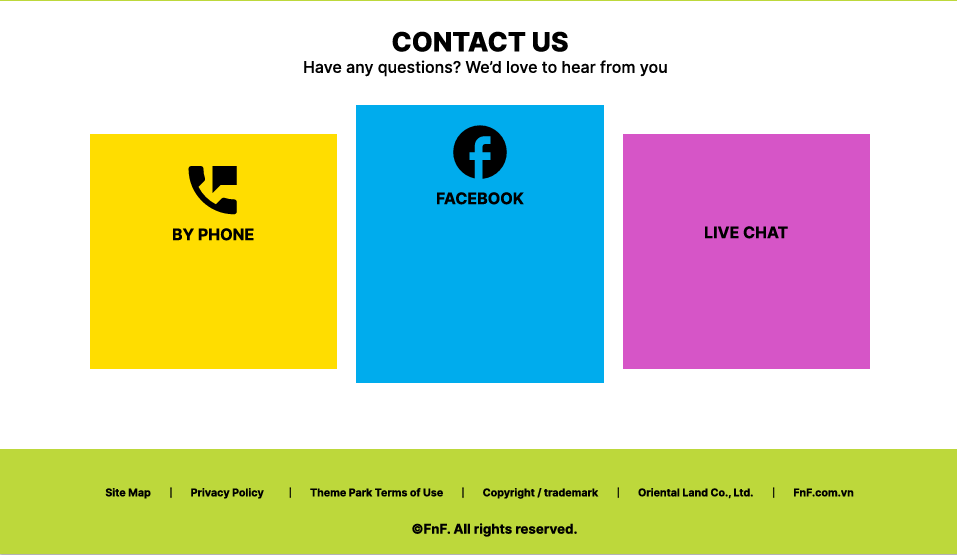 CONTACT US
Have any questions? We'd love to hear from you
BY PHONE
FACEBOOK
LIVE CHAT
Site Map | Privacy Policy | Theme Park Terms of Use | Copyright / trademark | Oriental Land Co., Ltd. | FnF.com.vn
©FnF. All rights reserved.